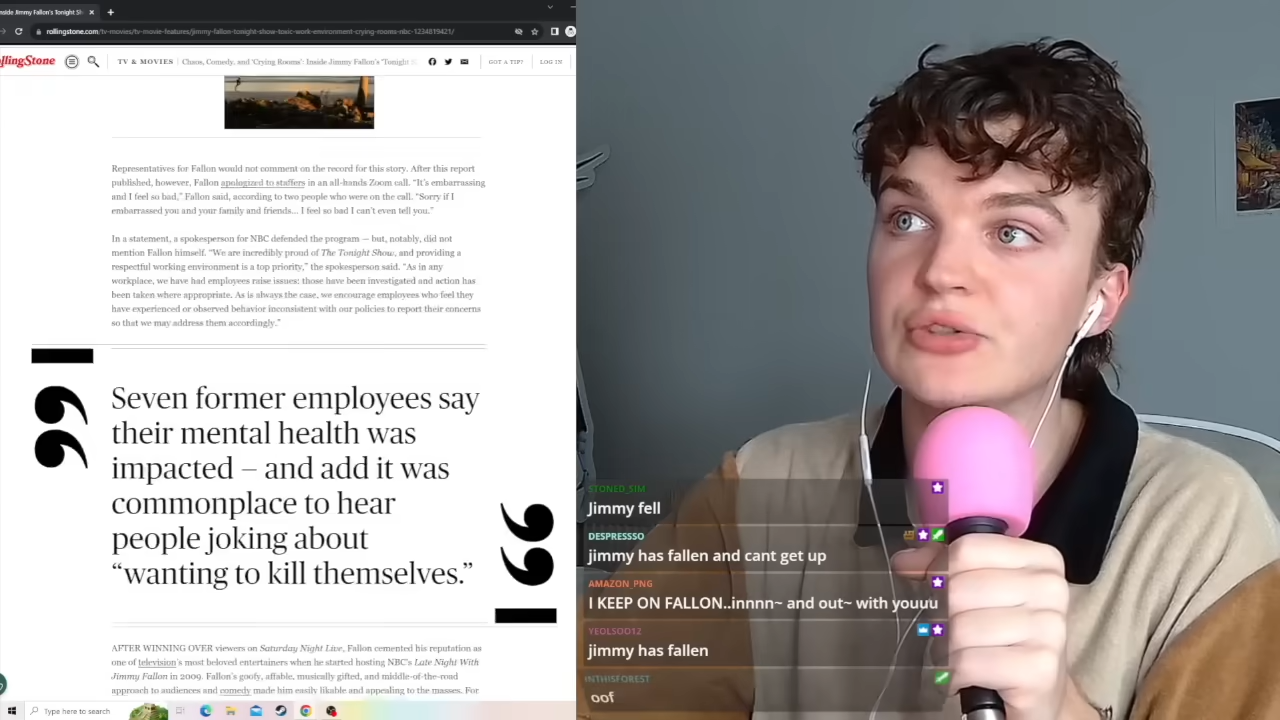 nside Jimmy Fallon's Tonight Sh
rollingstone.com/tv-movies/tv-movie-features/jimmy-fallon-tonight-show-toxic-work-environment-crying-rooms-nbc-1234819421/
llingStone
TV & MOVIES
Chaos, Comedy, and 'Crying Rooms': Inside Jimmy Fallon's 'Tonight
GOT A TIP?
LOG IN
Representatives for Fallon would not comment on the record for this story. After this report
published, however, Fallon apologized to staffers in an all-hands Zoom call. “It's embarrassing
and I feel so bad,” Fallon said, according to two people who were on the call. “Sorry if I
embarrassed you and your family and friends… I feel so bad I can't even tell you.”
In a statement, a spokesperson for NBC defended the program — but, notably, did not
mention Fallon himself. “We are incredibly proud of The Tonight Show, and providing a
respectful working environment is a top priority,” the spokesperson said. “As in any
workplace, we have had employees raise issues; those have been investigated and action has
been taken where appropriate. As is always the case, we encourage employees who feel they
have experienced or observed behavior inconsistent with our policies to report their concerns
so that we may address them accordingly.”
Seven former employees say
their mental health was
impacted — and add it was
commonplace to hear
people joking about
“wanting to kill themselves.”
AFTER WINNING OVER viewers on Saturday Night Live, Fallon cemented his reputation as
one of television's most beloved entertainers when he started hosting NBC's Late Night With
Jimmy Fallon in 2009. Fallon's goofy, affable, musically gifted, and middle-of-the-road
approach to audiences and comedy made him easily likable and appealing to the masses. For
Type here to search
STONED_SIM
Jimmy fell
DESPRESSSO
jimmy has fallen and cant get up
AMAZON_PNG
I KEEP ON FALLON..innnn~ and out~ with youuu
YEOLSOO12
jimmy has fallen
INTHISFOREST
oof